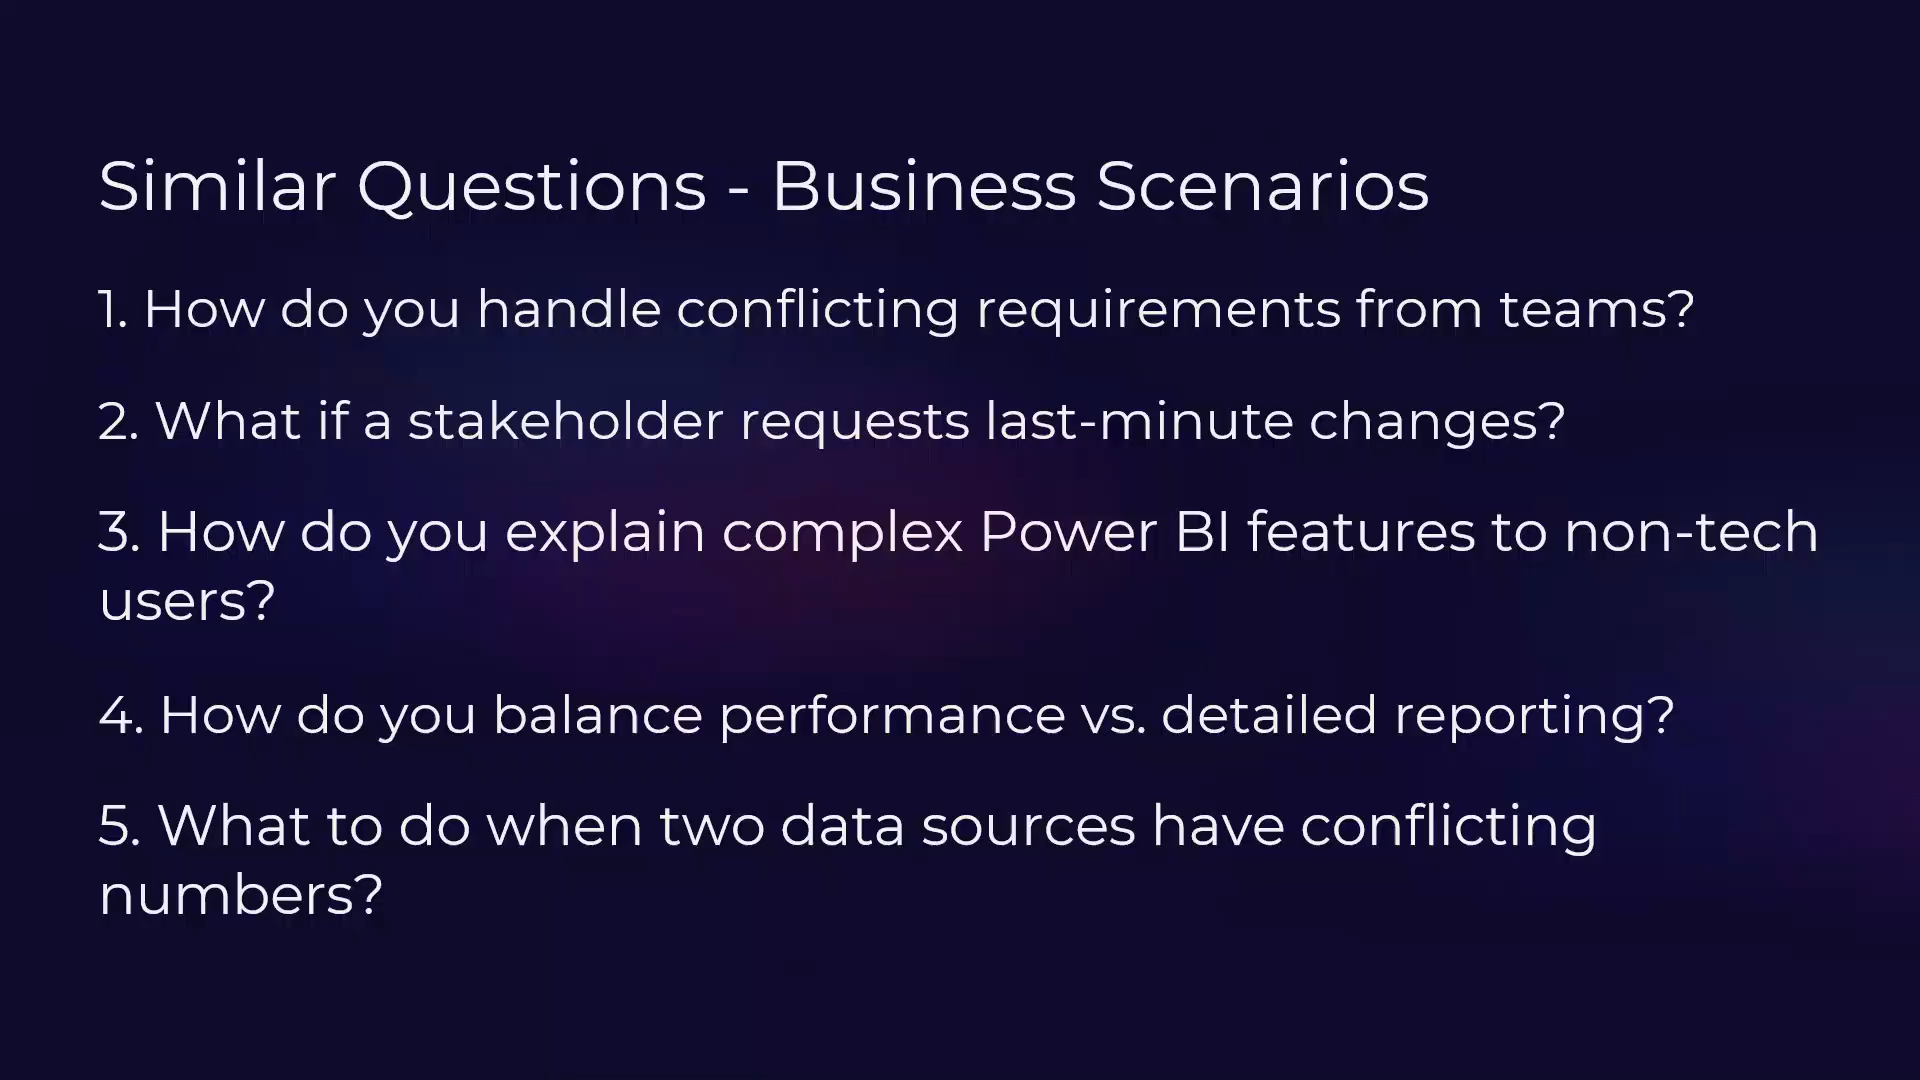 Similar Questions - Business Scenarios
1. How do you handle conflicting requirements from teams?
2. What if a stakeholder requests last-minute changes?
3. How do you explain complex Power BI features to non-tech
users?
4. How do you balance performance vs. detailed reporting?
5. What to do when two data sources have conflicting
numbers?